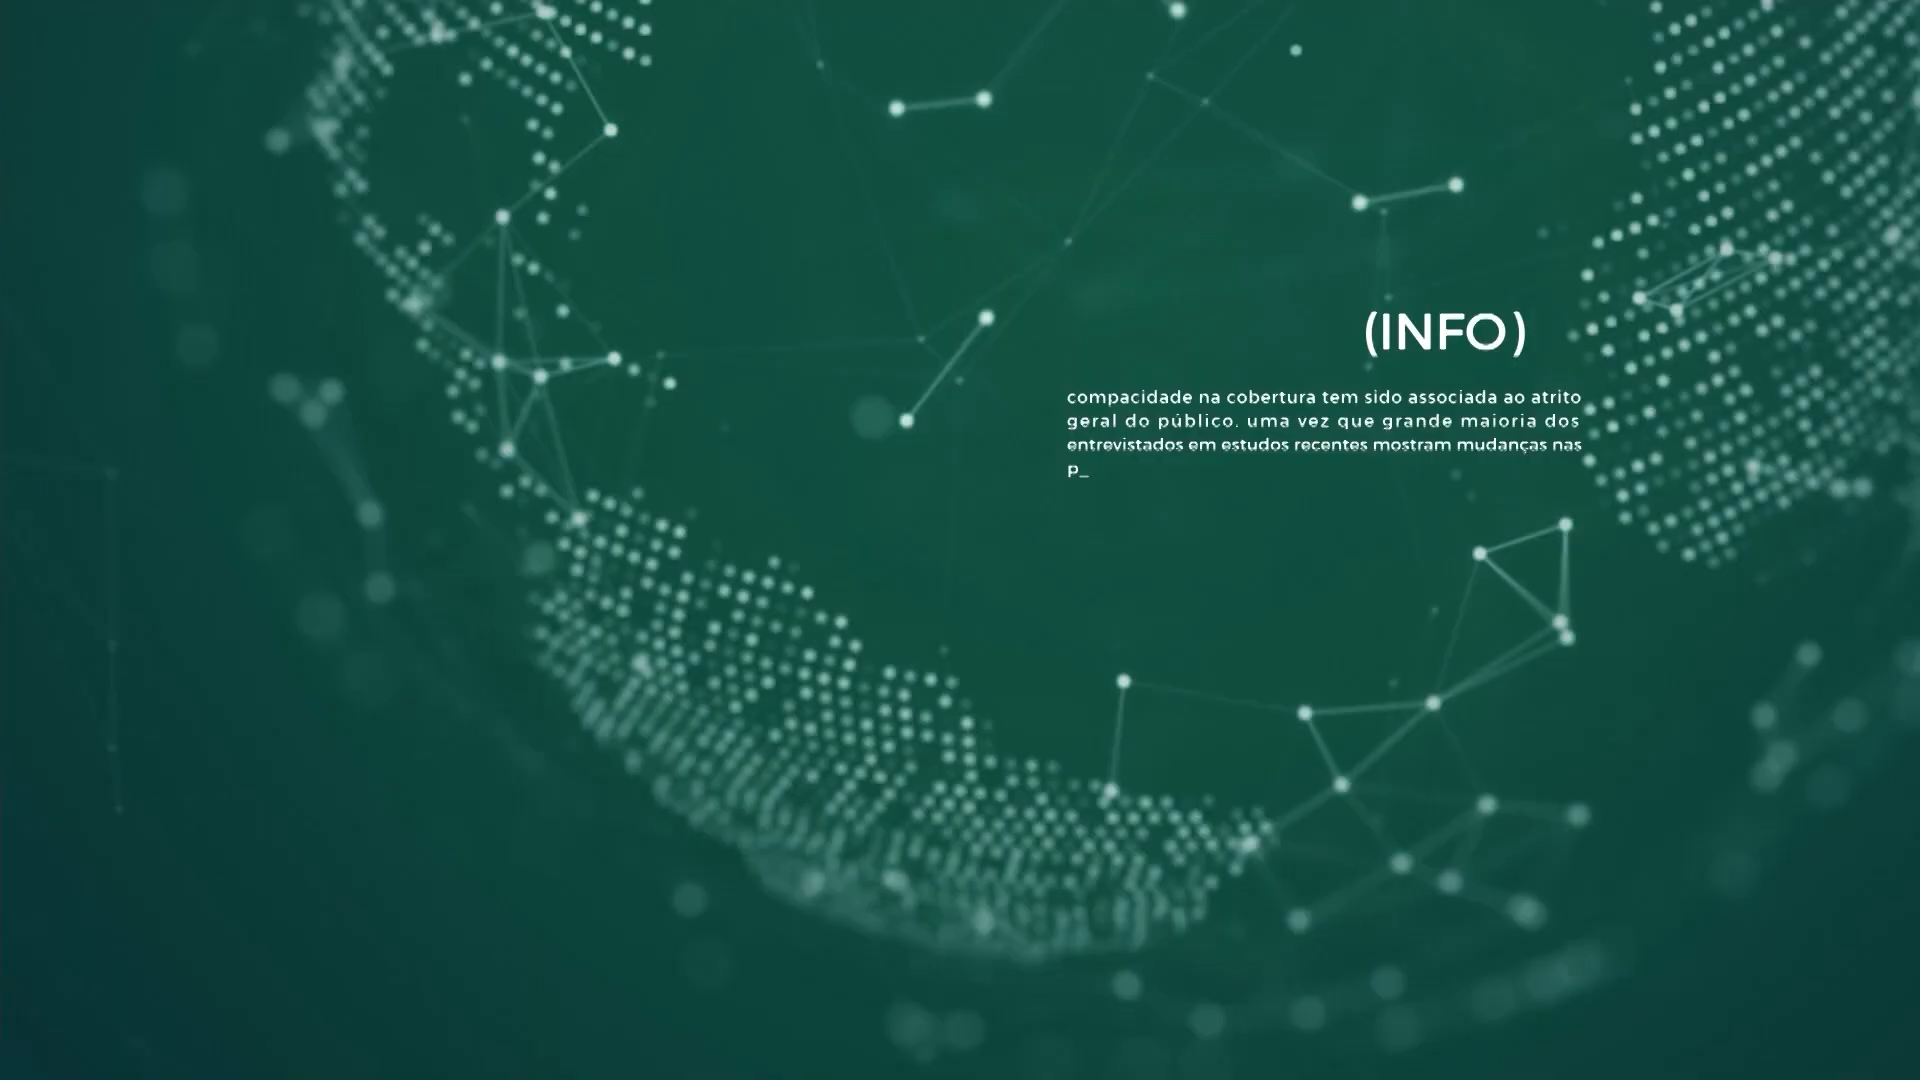 (INFO)
compacidade na cobertura tem sido associada ao atrito
geral do público. uma vez que grande maioria dos
entrevistados em estudos recentes mostram mudanças nas
p_